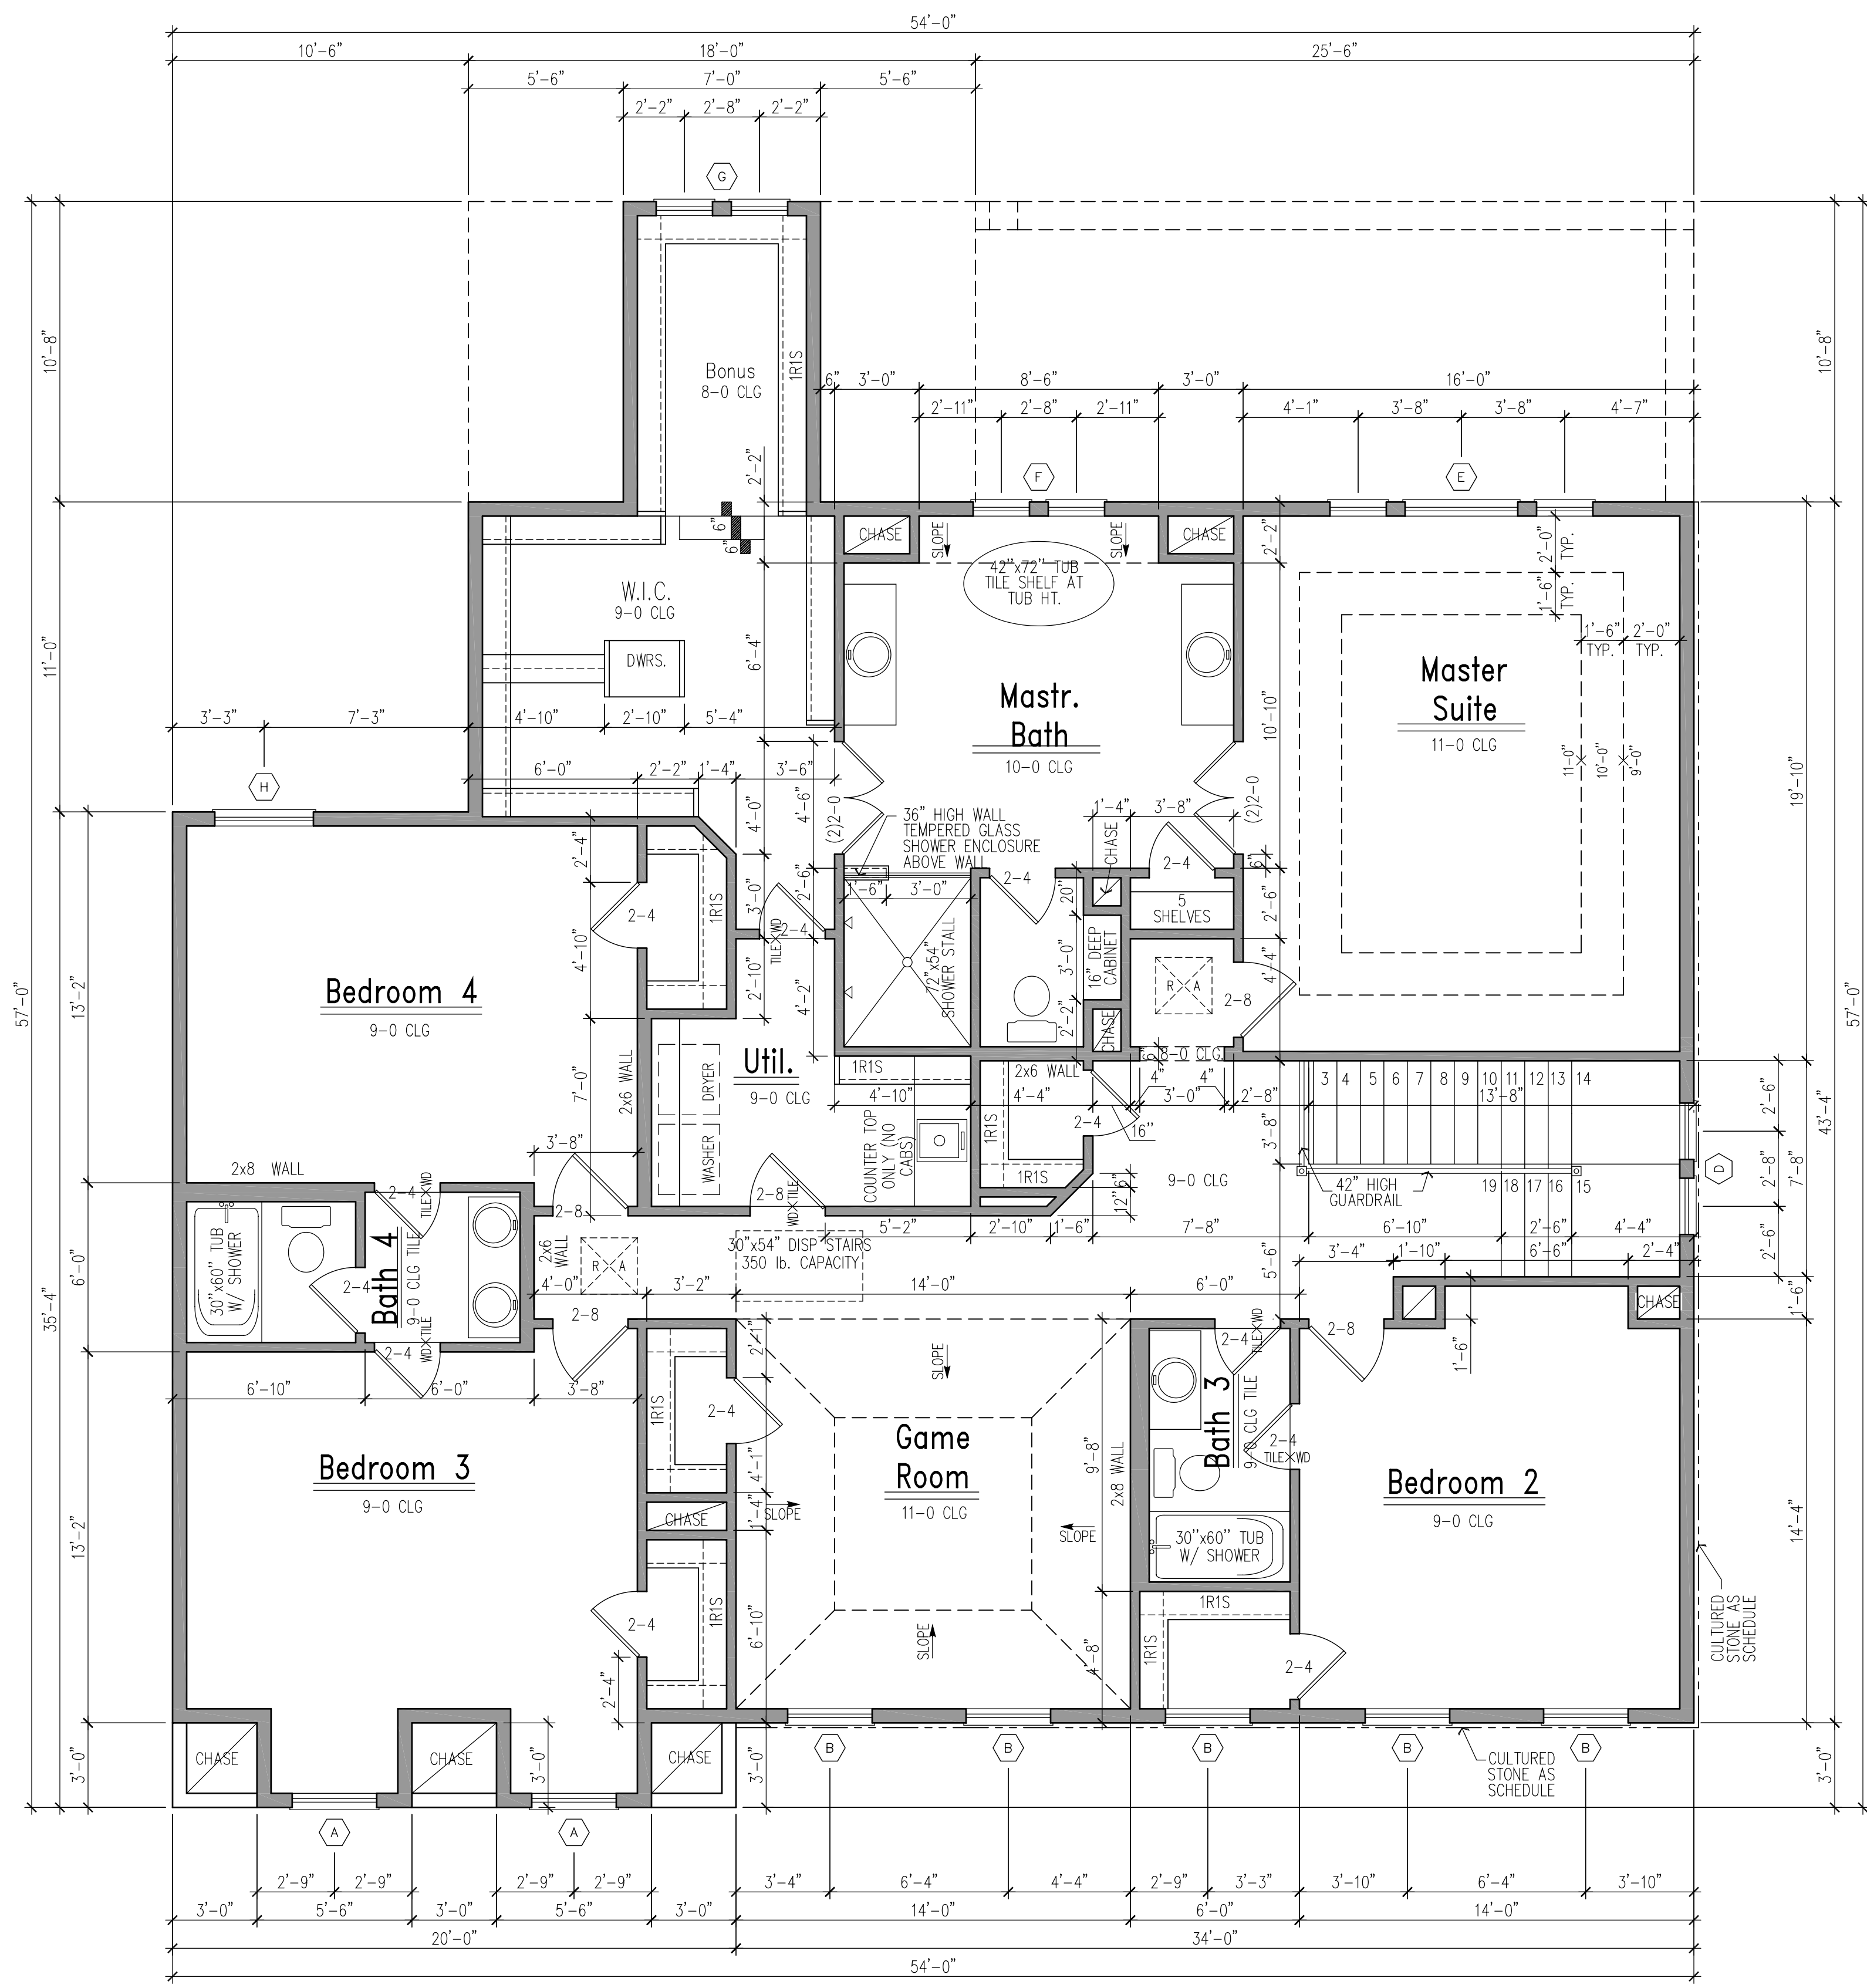 54'-0"
10'-6" 18'-0" 25'-6"
5'-6" 7'-0" 5'-6"
2'-2" 2'-8" 2'-2"
G
10'-8"
10'-8"
Bonus
8-0 CLG
1R1S
6" 3'-0" 8'-6" 3'-0" 16'-0"
2'-11" 2'-8" 2'-11" 4'-1" 3'-8" 3'-8" 4'-7"
F
E
2'-2"
6"
6"
CHASE
SLOPE
SLOPE
CHASE
2'-2"
2'-0"
TYP.
1'-6"
TYP.
42"x72" TUB
TILE SHELF AT
TUB HT.
W.I.C.
9-0 CLG
DWRS.
6'-4"
11'-0"
1'-6" 2'-0"
TYP. TYP.
Master
Suite
11-0 CLG
Mastr.
Bath
10-0 CLG
10'-10"
11'-0"
10'-0"
9'-0"
19'-10"
3'-3" 7'-3" 4'-10" 2'-10" 5'-4"
H
6'-0" 2'-2" 1'-4" 3'-6"
4'-0"
4'-6"
(2)2-0
(2)2-0
36" HIGH WALL
TEMPERED GLASS
SHOWER ENCLOSURE
ABOVE WALL
1'-4" 3'-8"
CHASE
2-4
6"
2'-4"
2-4
4'-10"
1R1S
3'-0"
2'-6"
2-4
TILE WD
1'-6" 3'-0"
2-4
20"
5
SHELVES
2'-6"
72"x54"
SHOWER STALL
3'-0"
16" DEEP
CABINET
R A
4'-4"
2-8
2'-10"
4'-2"
2'-2"
CHASE
57'-0"
57'-0"
13'-2"
Bedroom 4
9-0 CLG
7'-0"
2x6 WALL
Util.
9-0 CLG
DRYER
WASHER
1R1S
4'-10"
COUNTER TOP
ONLY (NO
CABS)
2x6 WALL
4'-4"
1R1S
1R1S
2-4
16"
6"
8-0 CLG
4" 4"
3'-0" 2'-8"
3 4 5 6 7 8 9 10 11 12 13 14
13'-8"
3'-8"
2'-6"
43'-4"
42" HIGH
GUARDRAIL
19 18 17 16 15
D
2'-8"
7'-8"
2'-6"
9-0 CLG
6"
12"
3'-8"
2x8 WALL
2-4
TILE WD
2-8
2-8
WD TILE
5'-2" 2'-10" 1'-6" 7'-8" 6'-10" 2'-6" 4'-4"
30"x54" DISP STAIRS
350 lb. CAPACITY
3'-4" 1'-10" 6'-6" 2'-4"
5'-6"
6'-0"
30"x60" TUB
W/ SHOWER
2-4
Bath 4
9-0 CLG TILE
2x6
WALL
R A
4'-0" 3'-2" 14'-0" 6'-0"
2-8
2-4
WD TILE
CHASE
1'-6"
35'-4"
2-4
TILE WD
2-8
1'-6"
2'-1"
SLOPE
6'-10" 6'-0" 3'-8"
1R1S
2-4
4'-1"
Game
Room
11-0 CLG
9'-8"
2x8 WALL
Bath 3
9-0 CLG TILE
2-4
TILE WD
Bedroom 3
9-0 CLG
13'-2"
CHASE
1'-4"
SLOPE
SLOPE
Bedroom 2
9-0 CLG
14'-4"
30"x60" TUB
W/ SHOWER
2-4
1R1S
6'-10"
2'-4"
SLOPE
4'-8"
1R1S
1R1S
2-4
CULTURED
STONE AS
SCHEDULE
CHASE
CHASE
CHASE
3'-0"
3'-0"
3'-0"
3'-0"
B B B B B
CULTURED
STONE AS
SCHEDULE
A A
2'-9" 2'-9" 2'-9" 2'-9" 3'-4" 6'-4" 4'-4" 2'-9" 3'-3" 3'-10" 6'-4" 3'-10"
3'-0" 5'-6" 3'-0" 5'-6" 3'-0" 14'-0" 6'-0" 14'-0"
20'-0" 34'-0"
54'-0"